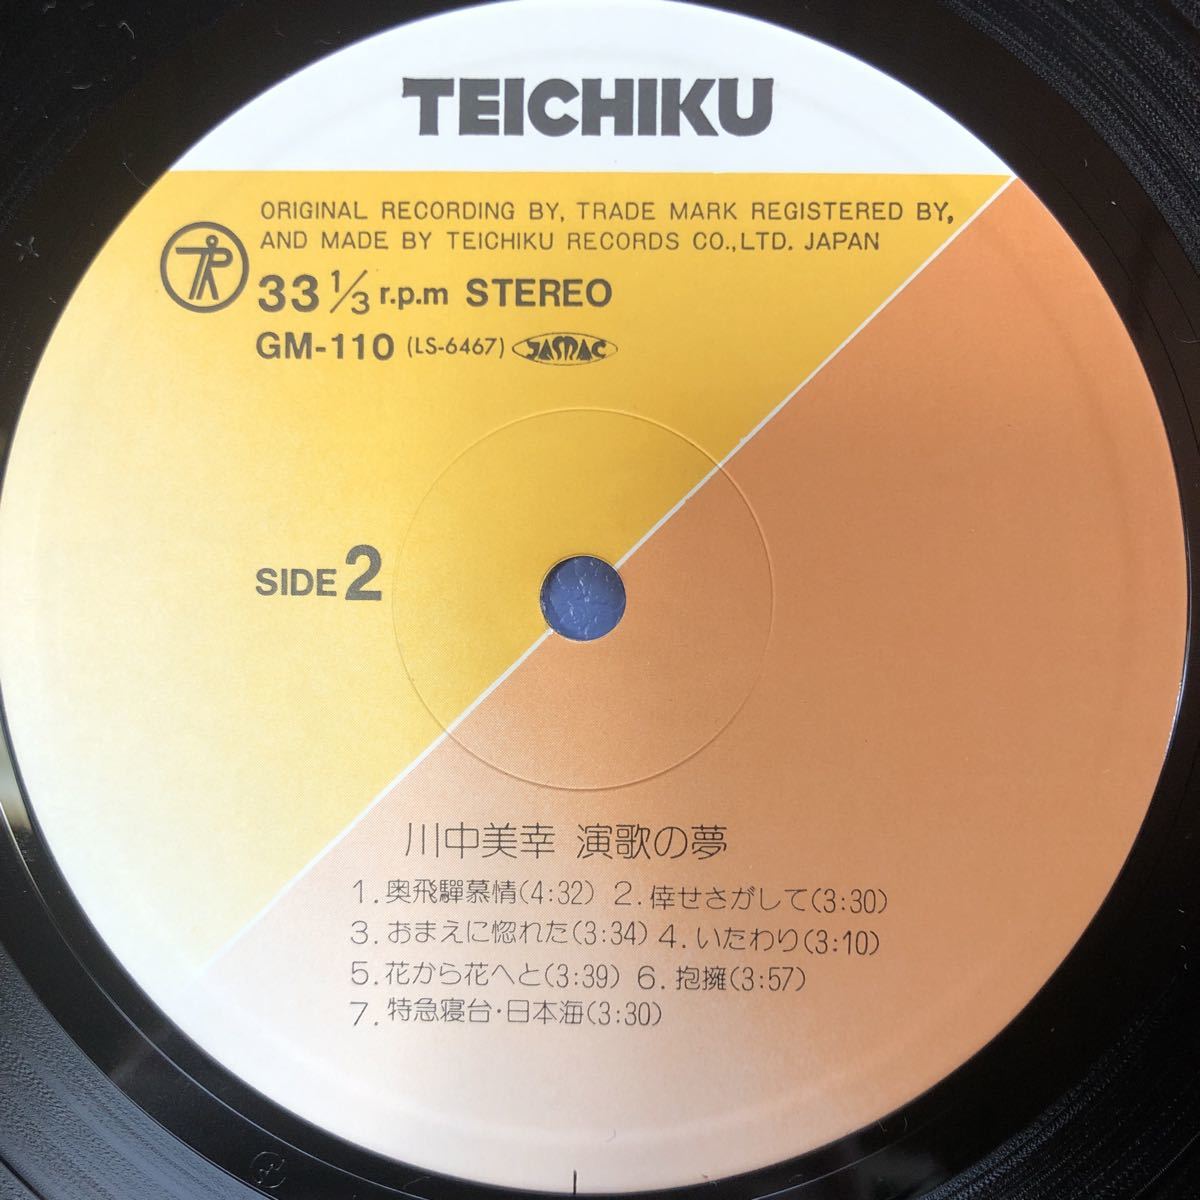 TEICHIKU
ORIGINAL RECORDING BY, TRADE MARK REGISTERED BY,
AND MADE BY TEICHIKU RECORDS CO.,LTD. JAPAN
33 1/3 r.p.m STEREO
GM-110 (LS-6467) JASRAC
SIDE 2
川中美幸 演歌の夢
1. 奥飛騨慕情(4:32) 2. 倖せさがして(3:30)
3. おまえに惚れた(3:34) 4. いたわり(3:10)
5. 花から花へと(3:39) 6. 抱擁(3:57)
7. 特急寝台・日本海(3:30)